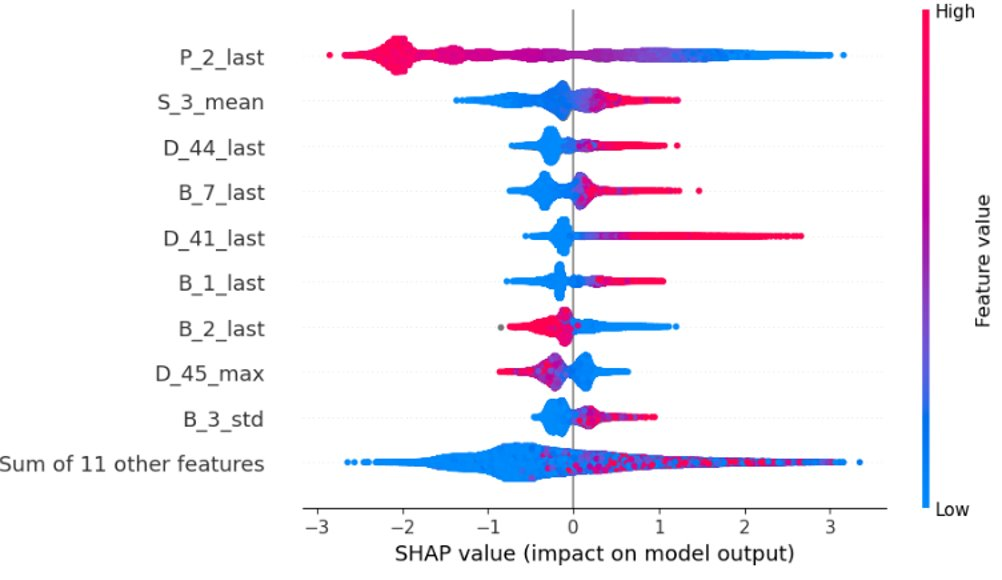 High
P_2_last
S_3_mean
D_44_last
B_7_last
D_41_last
B_1_last
B_2_last
D_45_max
B_3_std
Sum of 11 other features
Feature value
Low
−3 −2 −1 0 1 2 3
SHAP value (impact on model output)